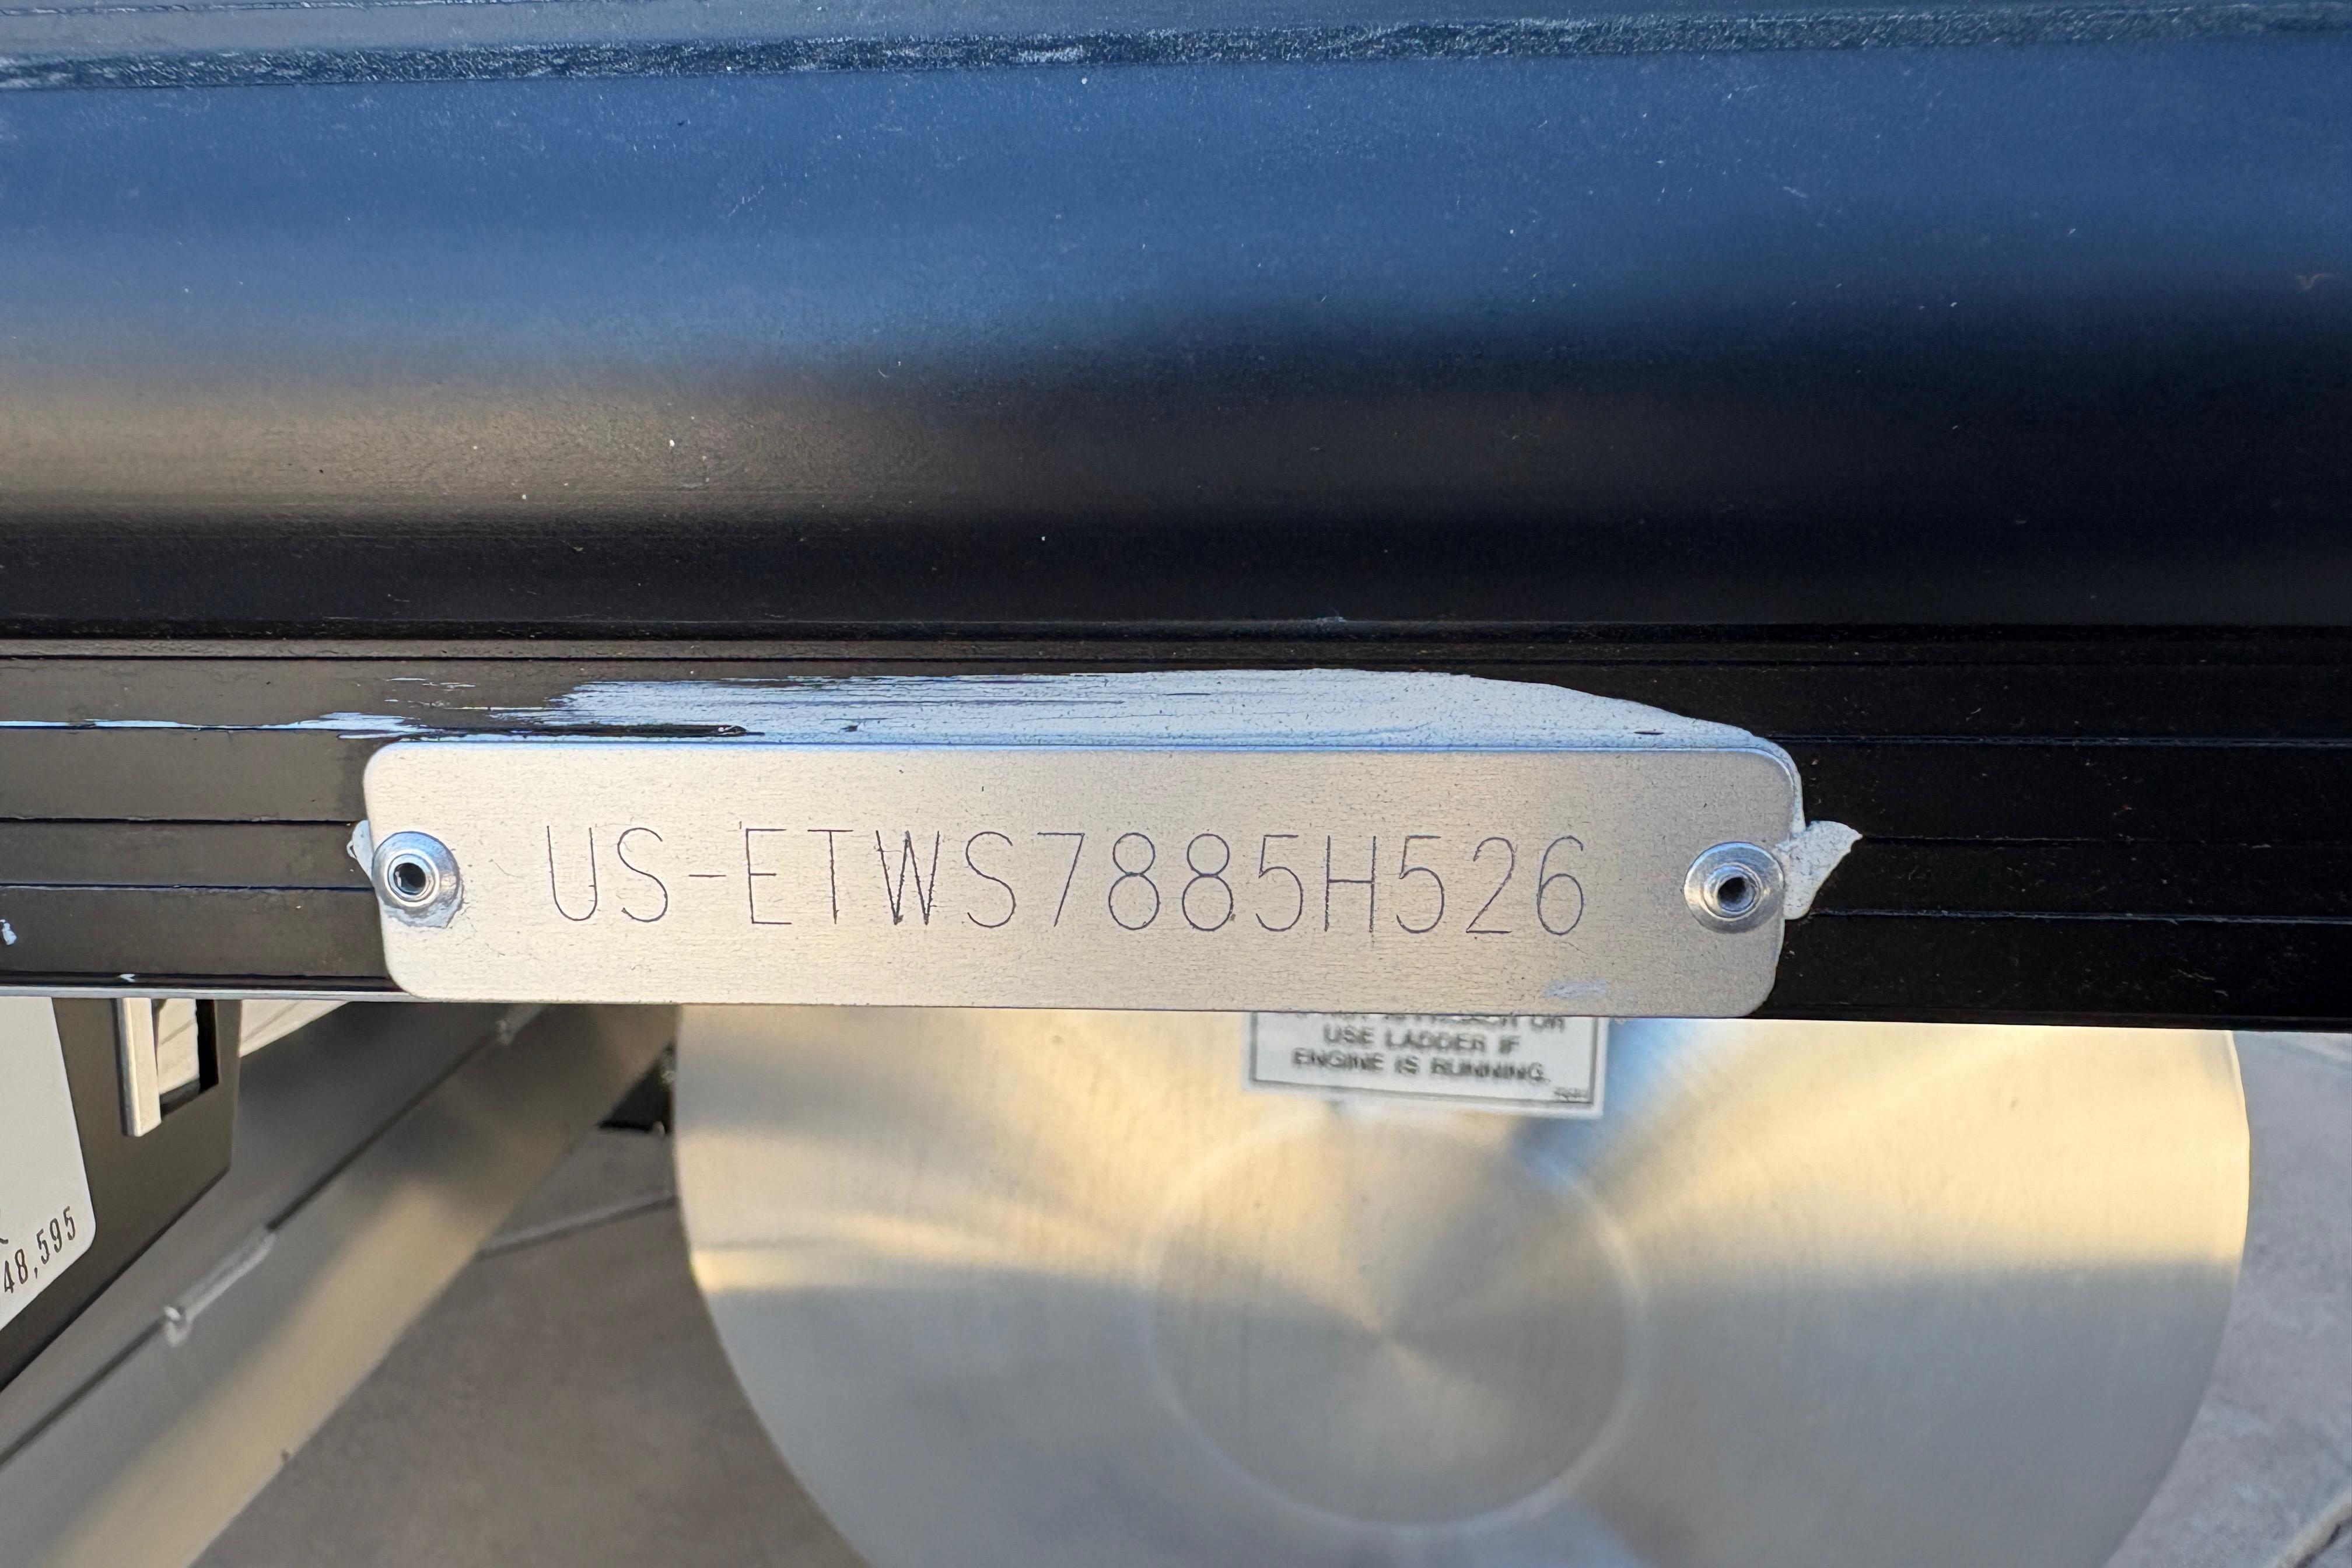 US-ETWS7885H526
USE LADDER IF
ENGINE IS RUNNING.
48,595